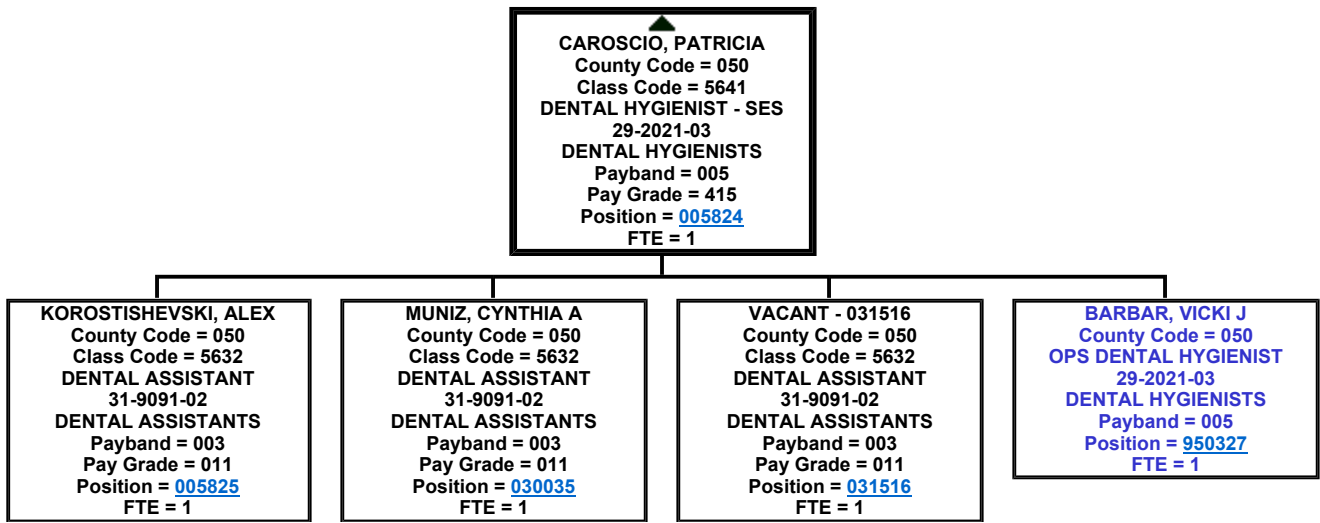 CAROSCIO, PATRICIA
County Code = 050
Class Code = 5641
DENTAL HYGIENIST - SES
29-2021-03
DENTAL HYGIENISTS
Payband = 005
Pay Grade = 415
Position = 005824
FTE = 1
KOROSTISHEVSKI, ALEX
County Code = 050
Class Code = 5632
DENTAL ASSISTANT
31-9091-02
DENTAL ASSISTANTS
Payband = 003
Pay Grade = 011
Position = 005825
FTE = 1
MUNIZ, CYNTHIA A
County Code = 050
Class Code = 5632
DENTAL ASSISTANT
31-9091-02
DENTAL ASSISTANTS
Payband = 003
Pay Grade = 011
Position = 030035
FTE = 1
VACANT - 031516
County Code = 050
Class Code = 5632
DENTAL ASSISTANT
31-9091-02
DENTAL ASSISTANTS
Payband = 003
Pay Grade = 011
Position = 031516
FTE = 1
BARBAR, VICKI J
County Code = 050
OPS DENTAL HYGIENIST
29-2021-03
DENTAL HYGIENISTS
Payband = 005
Position = 950327
FTE = 1